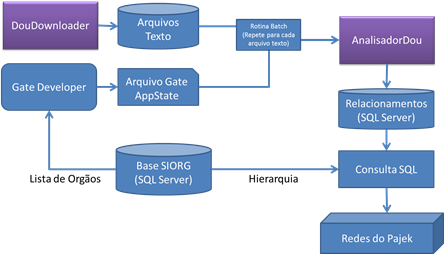 DouDownloader
Arquivos
Texto
Rotina Batch
(Repete para cada
arquivo texto)
AnalisadorDou
Gate Developer
Arquivo Gate
AppState
Relacionamentos
(SQL Server)
Base SIORG
(SQL Server)
Lista de Orgãos
Hierarquia
Consulta SQL
Redes do Pajek